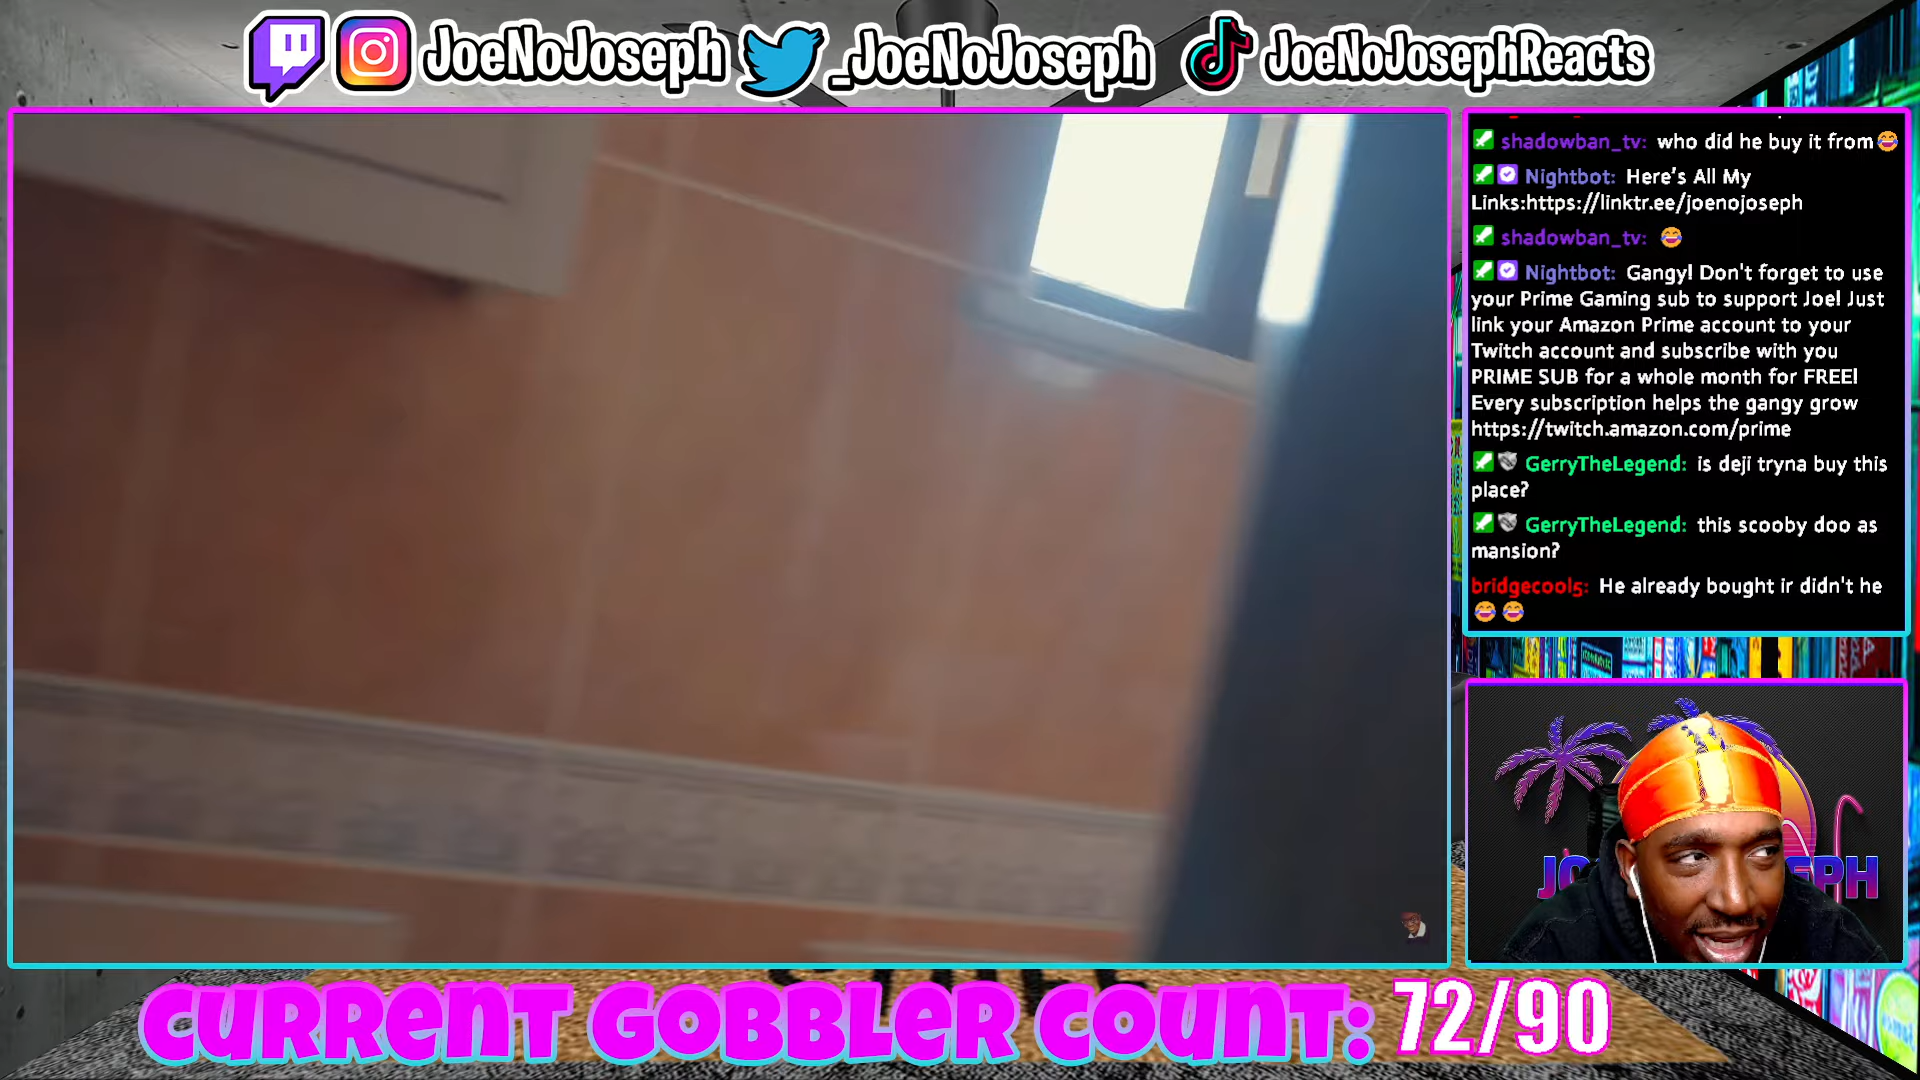 JoeNoJoseph _JoeNoJoseph JoeNoJosephReacts
shadowban_tv: who did he buy it from😂
Nightbot: Here's All My
Links:https://linktr.ee/joenojoseph
shadowban_tv: 😂
Nightbot: Gangy! Don't forget to use
your Prime Gaming sub to support Joe! Just
link your Amazon Prime account to your
Twitch account and subscribe with you
PRIME SUB for a whole month for FREE!
Every subscription helps the gangy grow
https://twitch.amazon.com/prime
GerryTheLegend: is deji tryna buy this
place?
GerryTheLegend: this scooby doo as
mansion?
bridgecool5: He already bought ir didn't he
😂 😂
CURRENT GOBBLER COUNT: 72/90